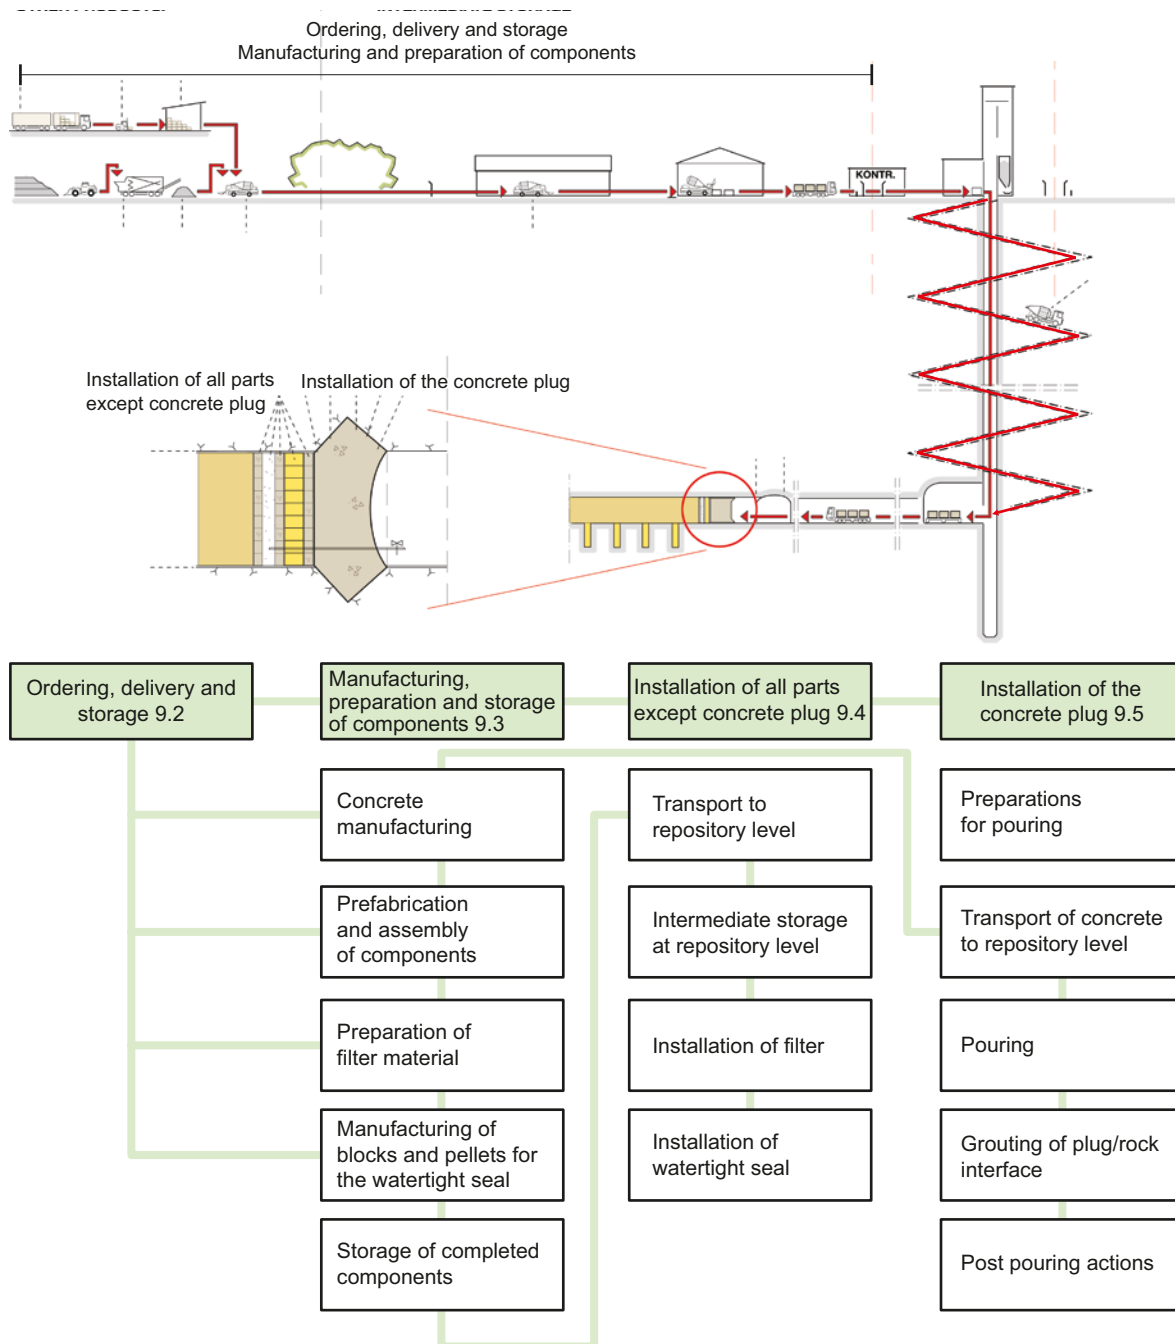 Ordering, delivery and storage
Manufacturing and preparation of components
KONTR.
Installation of all parts
except concrete plug
Installation of the concrete plug
Ordering, delivery and
storage 9.2
Manufacturing,
preparation and storage
of components 9.3
Installation of all parts
except concrete plug 9.4
Installation of the
concrete plug 9.5
Concrete
manufacturing
Prefabrication
and assembly
of components
Preparation of
filter material
Manufacturing of
blocks and pellets for
the watertight seal
Storage of completed
components
Transport to
repository level
Intermediate storage
at repository level
Installation of filter
Installation of
watertight seal
Preparations
for pouring
Transport of concrete
to repository level
Pouring
Grouting of plug/rock
interface
Post pouring actions